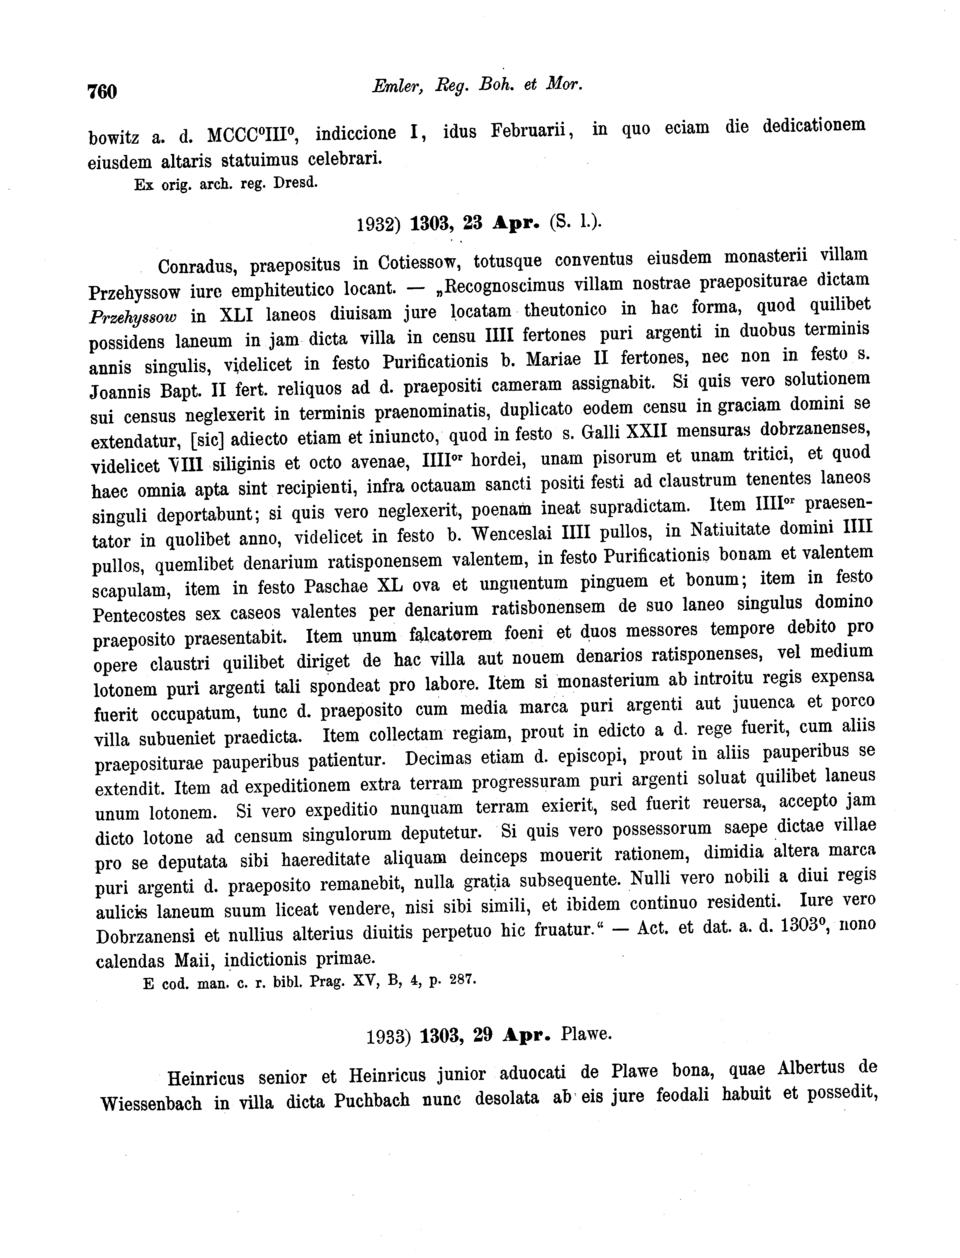 760
Emler, Reg. Boh. et Mor.
bowitz a. d. MCCC⁰III⁰, indiccione I, idus Februarii, in quo eciam die dedicationem
eiusdem altaris statuimus celebrari.
Ex orig. arch. reg. Dresd.
1932) 1303, 23 Apr. (S. l.).
Conradus, praepositus in Cotiessow, totusque conventus eiusdem monasterii villam
Przehyssow iure emphiteutico locant. — „Recognoscimus villam nostrae praepositurae dictam
Przehyssow in XLI laneos diuisam jure locatam theutonico in hac forma, quod quilibet
possidens laneum in jam dicta villa in censu IIII fertones puri argenti in duobus terminis
annis singulis, videlicet in festo Purificationis b. Mariae II fertones, nec non in festo s.
Joannis Bapt. II fert. reliquos ad d. praepositi cameram assignabit. Si quis vero solutionem
sui census neglexerit in terminis praenominatis, duplicato eodem censu in graciam domini se
extendatur, [sic] adiecto etiam et iniuncto, quod in festo s. Galli XXII mensuras dobrzanenses,
videlicet VIII siliginis et octo avenae, IIIIᵒʳ hordei, unam pisorum et unam tritici, et quod
haec omnia apta sint recipienti, infra octauam sancti positi festi ad claustrum tenentes laneos
singuli deportabunt; si quis vero neglexerit, poenam ineat supradictam. Item IIIIᵒʳ praesen-
tator in quolibet anno, videlicet in festo b. Wenceslai IIII pullos, in Natiuitate domini IIII
pullos, quemlibet denarium ratisponensem valentem, in festo Purificationis bonam et valentem
scapulam, item in festo Paschae XL ova et unguentum pinguem et bonum; item in festo
Pentecostes sex caseos valentes per denarium ratisbonensem de suo laneo singulus domino
praeposito praesentabit. Item unum falcatorem foeni et duos messores tempore debito pro
opere claustri quilibet diriget de hac villa aut nouem denarios ratisponenses, vel medium
lotonem puri argenti tali spondeat pro labore. Item si monasterium ab introitu regis expensa
fuerit occupatum, tunc d. praeposito cum media marca puri argenti aut juuenca et porco
villa subueniet praedicta. Item collectam regiam, prout in edicto a d. rege fuerit, cum aliis
praepositurae pauperibus patientur. Decimas etiam d. episcopi, prout in aliis pauperibus se
extendit. Item ad expeditionem extra terram progressuram puri argenti soluat quilibet laneus
unum lotonem. Si vero expeditio nunquam terram exierit, sed fuerit reuersa, accepto jam
dicto lotone ad censum singulorum deputetur. Si quis vero possessorum saepe dictae villae
pro se deputata sibi haereditate aliquam deinceps mouerit rationem, dimidia altera marca
puri argenti d. praeposito remanebit, nulla gratia subsequente. Nulli vero nobili a diui regis
aulicis laneum suum liceat vendere, nisi sibi simili, et ibidem continuo residenti. Iure vero
Dobrzanensi et nullius alterius diuitis perpetuo hic fruatur.“ — Act. et dat. a. d. 1303⁰, nono
calendas Maii, indictionis primae.
E cod. man. c. r. bibl. Prag. XV, B, 4, p. 287.
1933) 1303, 29 Apr. Plawe.
Heinricus senior et Heinricus junior aduocati de Plawe bona, quae Albertus de
Wiessenbach in villa dicta Puchbach nunc desolata ab eis jure feodali habuit et possedit,